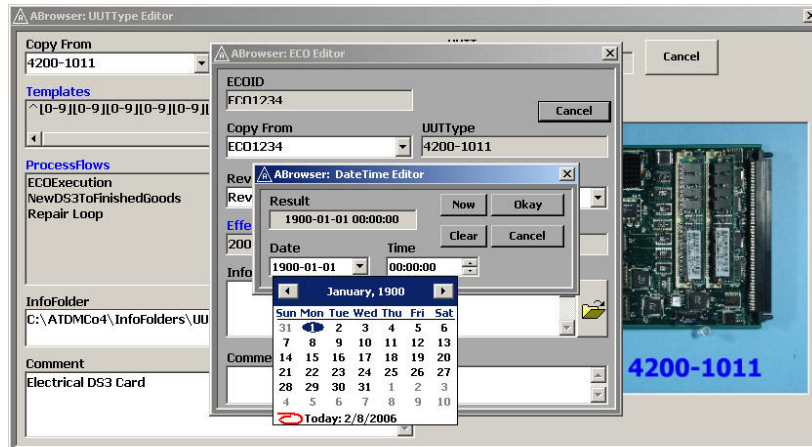 ABrowser: UUTType Editor
Copy From
4200-1011
Cancel
Templates
^[0-9][0-9][0-9][0-9][0-9][
ProcessFlows
ECOExecution
NewDS3ToFinishedGoods
Repair Loop
InfoFolder
C:\ATDMCo4\InfoFolders\UU
Comment
Electrical DS3 Card
ABrowser: ECO Editor
ECOID
ECO1234
Cancel
Copy From
UUTType
ECO1234
4200-1011
Rev
Rev
Effe
200
Info
Comme
ABrowser: DateTime Editor
Result
Now
Okay
1900-01-01 00:00:00
Clear
Cancel
Date
Time
1900-01-01
00:00:00
January, 1900
Sun Mon Tue Wed Thu Fri Sat
31 1 2 3 4 5 6
7 8 9 10 11 12 13
14 15 16 17 18 19 20
21 22 23 24 25 26 27
28 29 30 31 1 2 3
4 5 6 7 8 9 10
Today: 2/8/2006
4200-1011